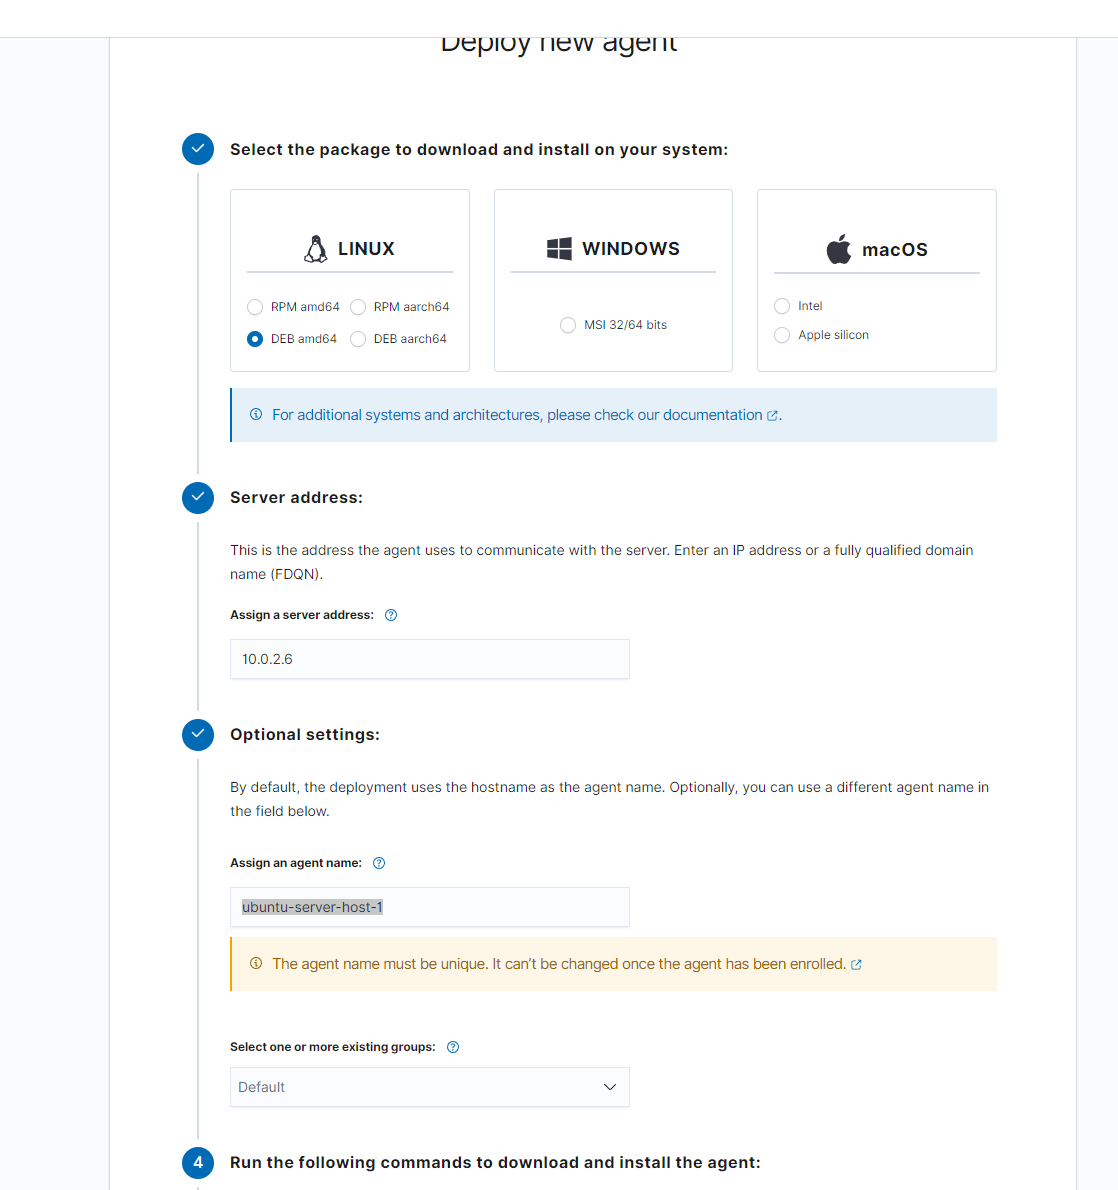 Deploy new agent
Select the package to download and install on your system:
LINUX
RPM amd64 RPM aarch64
DEB amd64 DEB aarch64
WINDOWS
MSI 32/64 bits
macOS
Intel
Apple silicon
For additional systems and architectures, please check our documentation.
Server address:
This is the address the agent uses to communicate with the server. Enter an IP address or a fully qualified domain
name (FDQN).
Assign a server address:
10.0.2.6
Optional settings:
By default, the deployment uses the hostname as the agent name. Optionally, you can use a different agent name in
the field below.
Assign an agent name:
ubuntu-server-host-1
The agent name must be unique. It can’t be changed once the agent has been enrolled.
Select one or more existing groups:
Default
4 Run the following commands to download and install the agent: